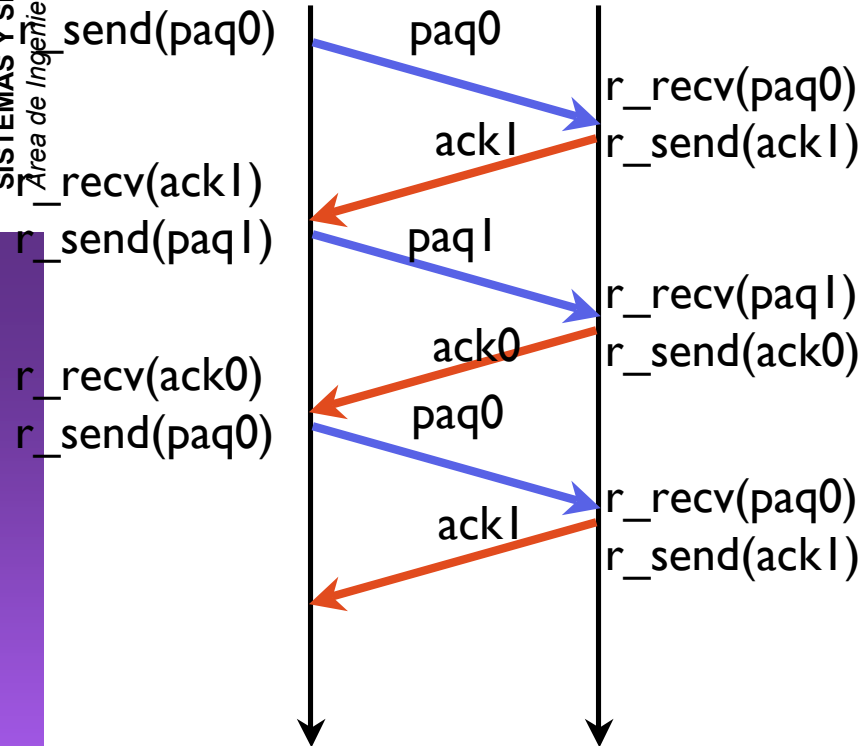 SISTEMAS Y
Área de Ingenie
r_send(paq0)
paq0
r_recv(paq0)
ack1
r_send(ack1)
r_recv(ack1)
r_send(paq1)
paq1
r_recv(paq1)
ack0
r_send(ack0)
r_recv(ack0)
r_send(paq0)
paq0
r_recv(paq0)
ack1
r_send(ack1)